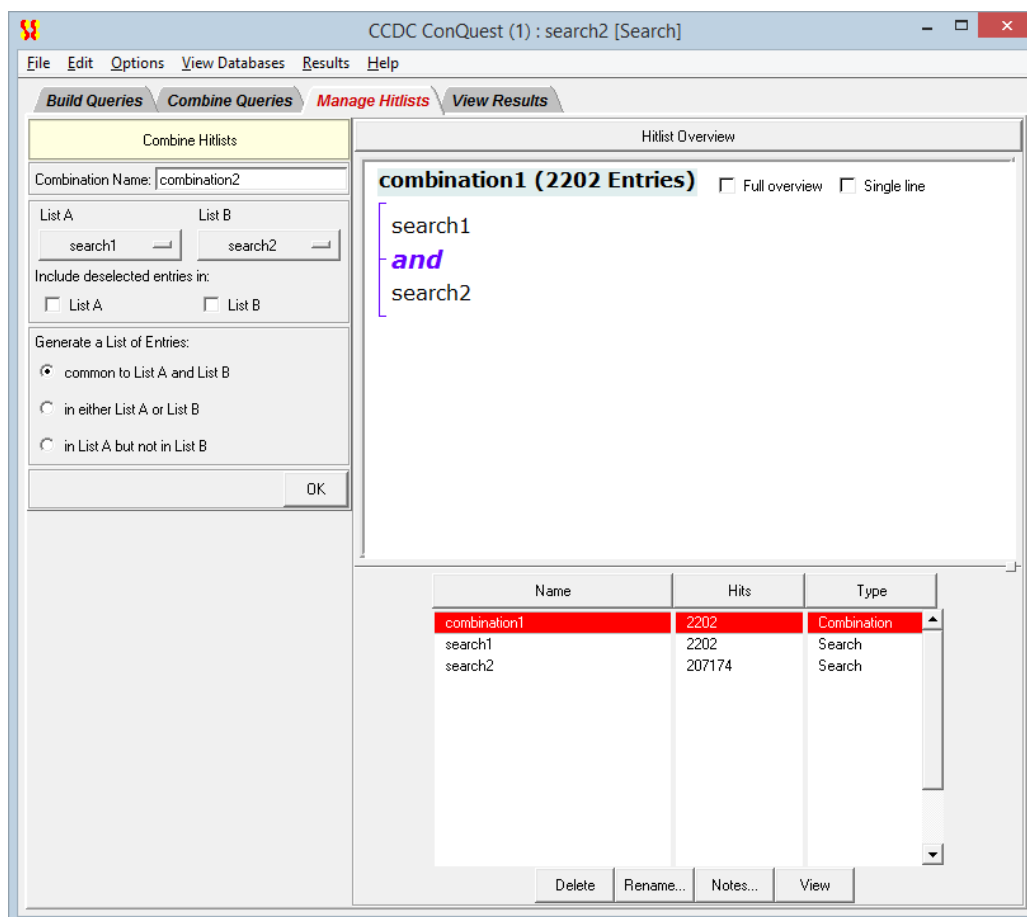 CCDC ConQuest (1) : search2 [Search]
File Edit Options View Databases Results Help
Build Queries Combine Queries Manage Hitlists View Results
Combine Hitlists
Combination Name: combination2
List A List B
search1 search2
Include deselected entries in:
List A List B
Generate a List of Entries:
common to List A and List B
in either List A or List B
in List A but not in List B
OK
Hitlist Overview
combination1 (2202 Entries) Full overview Single line
search1
and
search2
Name Hits Type
combination1 2202 Combination
search1 2202 Search
search2 207174 Search
Delete Rename... Notes... View